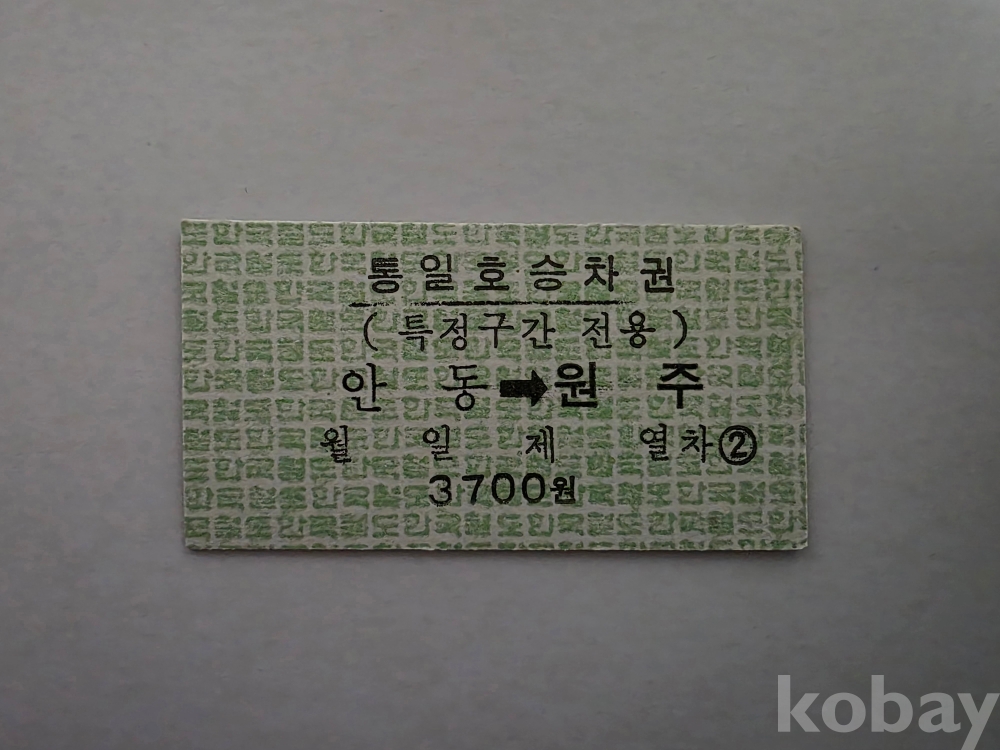 통일호승차권
( 특정구간 전용 )
안 동 ➡ 원 주
월 일 제 열차②
3700원
kobay